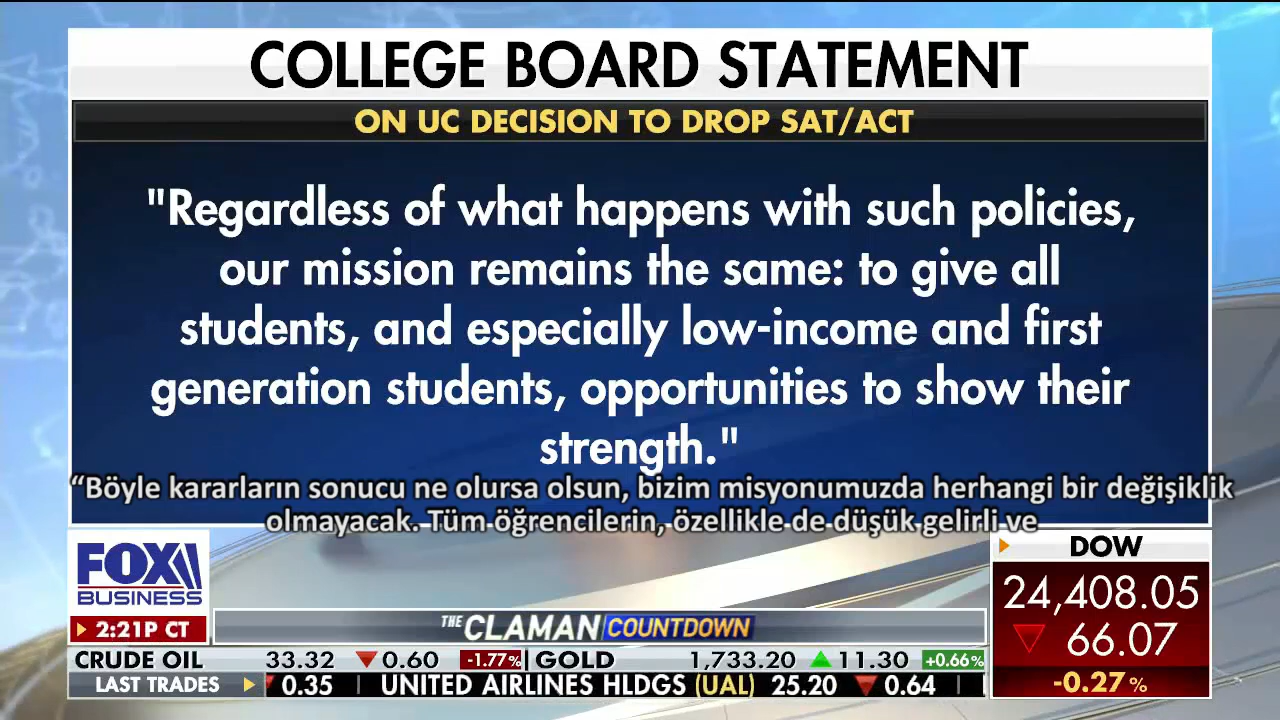 COLLEGE BOARD STATEMENT
ON UC DECISION TO DROP SAT/ACT
"Regardless of what happens with such policies,
our mission remains the same: to give all
students, and especially low-income and first
generation students, opportunities to show their
strength."
“Böyle kararların sonucu ne olursa olsun, bizim misyonumuzda herhangi bir değişiklik
olmayacak. Tüm öğrencilerin, özellikle de düşük gelirli ve
FOX
BUSINESS
2:21P CT
THE CLAMAN COUNTDOWN
DOW
24,408.05
66.07
-0.27%
CRUDE OIL 33.32 0.60 -1.77% GOLD 1,733.20 11.30 +0.66%
LAST TRADES 0.35 UNITED AIRLINES HLDGS (UAL) 25.20 0.64